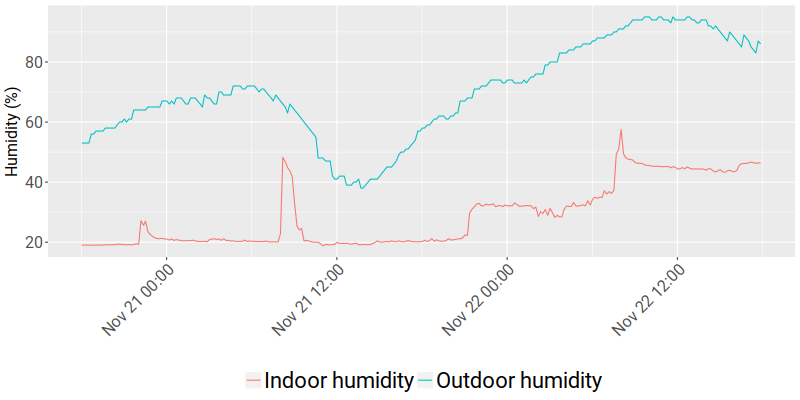 Humidity (%)
80
60
40
20
Nov 21 00:00
Nov 21 12:00
Nov 22 00:00
Nov 22 12:00
Indoor humidity
Outdoor humidity